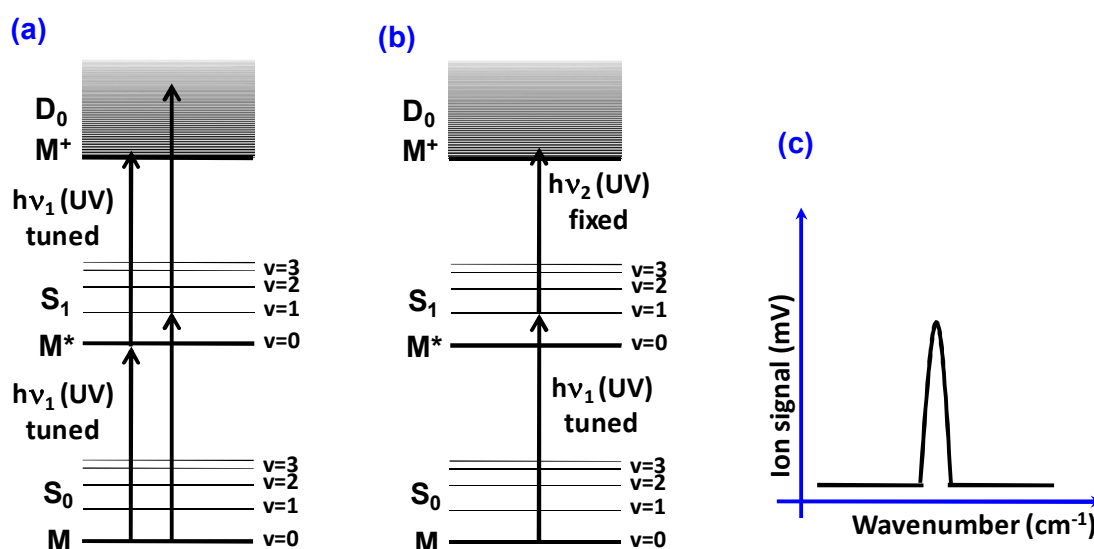 (a)
D₀
M⁺
hν₁ (UV)
tuned
v=3
v=2
S₁
v=1
M*
v=0
hν₁ (UV)
tuned
v=3
v=2
S₀
v=1
M
v=0
(b)
D₀
M⁺
hν₂ (UV)
fixed
v=3
v=2
S₁
v=1
M*
v=0
hν₁ (UV)
tuned
v=3
v=2
S₀
v=1
M
v=0
(c)
Ion signal (mV)
Wavenumber (cm⁻¹)